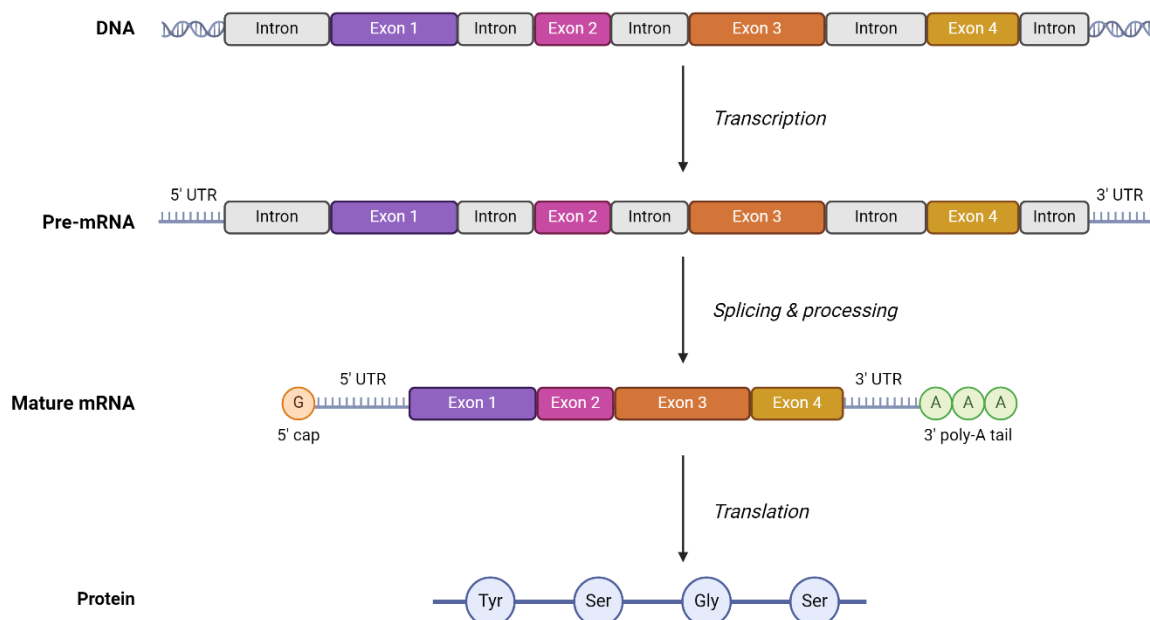 DNA Intron Exon 1 Intron Exon 2 Intron Exon 3 Intron Exon 4 Intron
Transcription
5' UTR 3' UTR
Pre-mRNA Intron Exon 1 Intron Exon 2 Intron Exon 3 Intron Exon 4 Intron
Splicing & processing
5' UTR 3' UTR
Mature mRNA G Exon 1 Exon 2 Exon 3 Exon 4 A A A
5' cap 3' poly-A tail
Translation
Protein Tyr Ser Gly Ser